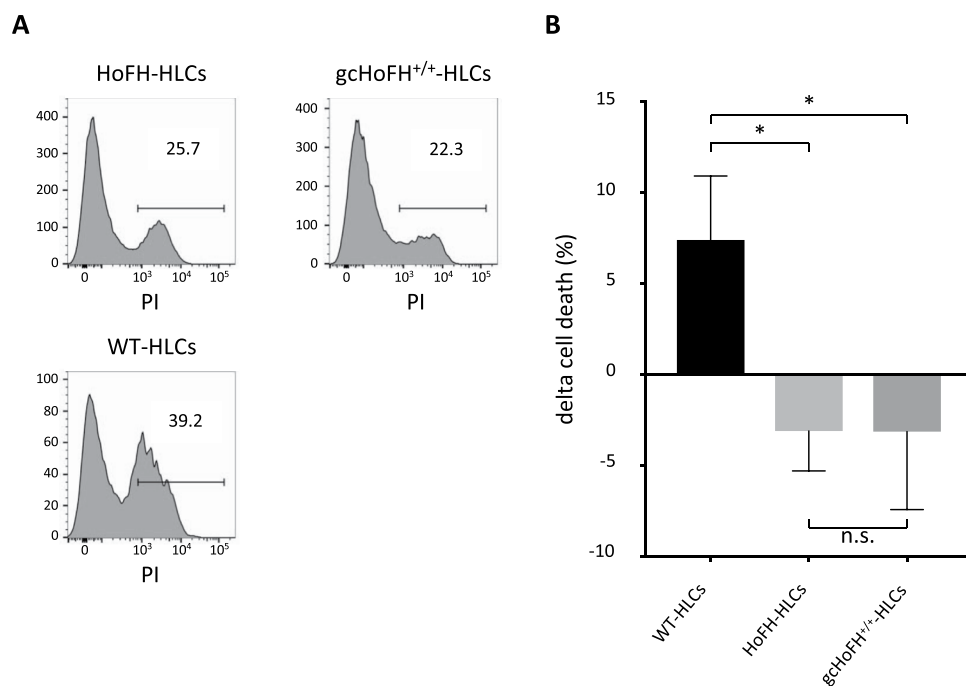 A
B
HoFH-HLCs
gcHoFH+/+-HLCs
400
300
200
100
0
25.7
0 10³ 10⁴ 10⁵
PI
400
300
200
100
0
22.3
0 10³ 10⁴ 10⁵
PI
WT-HLCs
100
80
60
40
20
0
39.2
0 10³ 10⁴ 10⁵
PI
delta cell death (%)
15
10
5
0
-5
-10
*
*
n.s.
WT-HLCs
HoFH-HLCs
gcHoFH+/+-HLCs